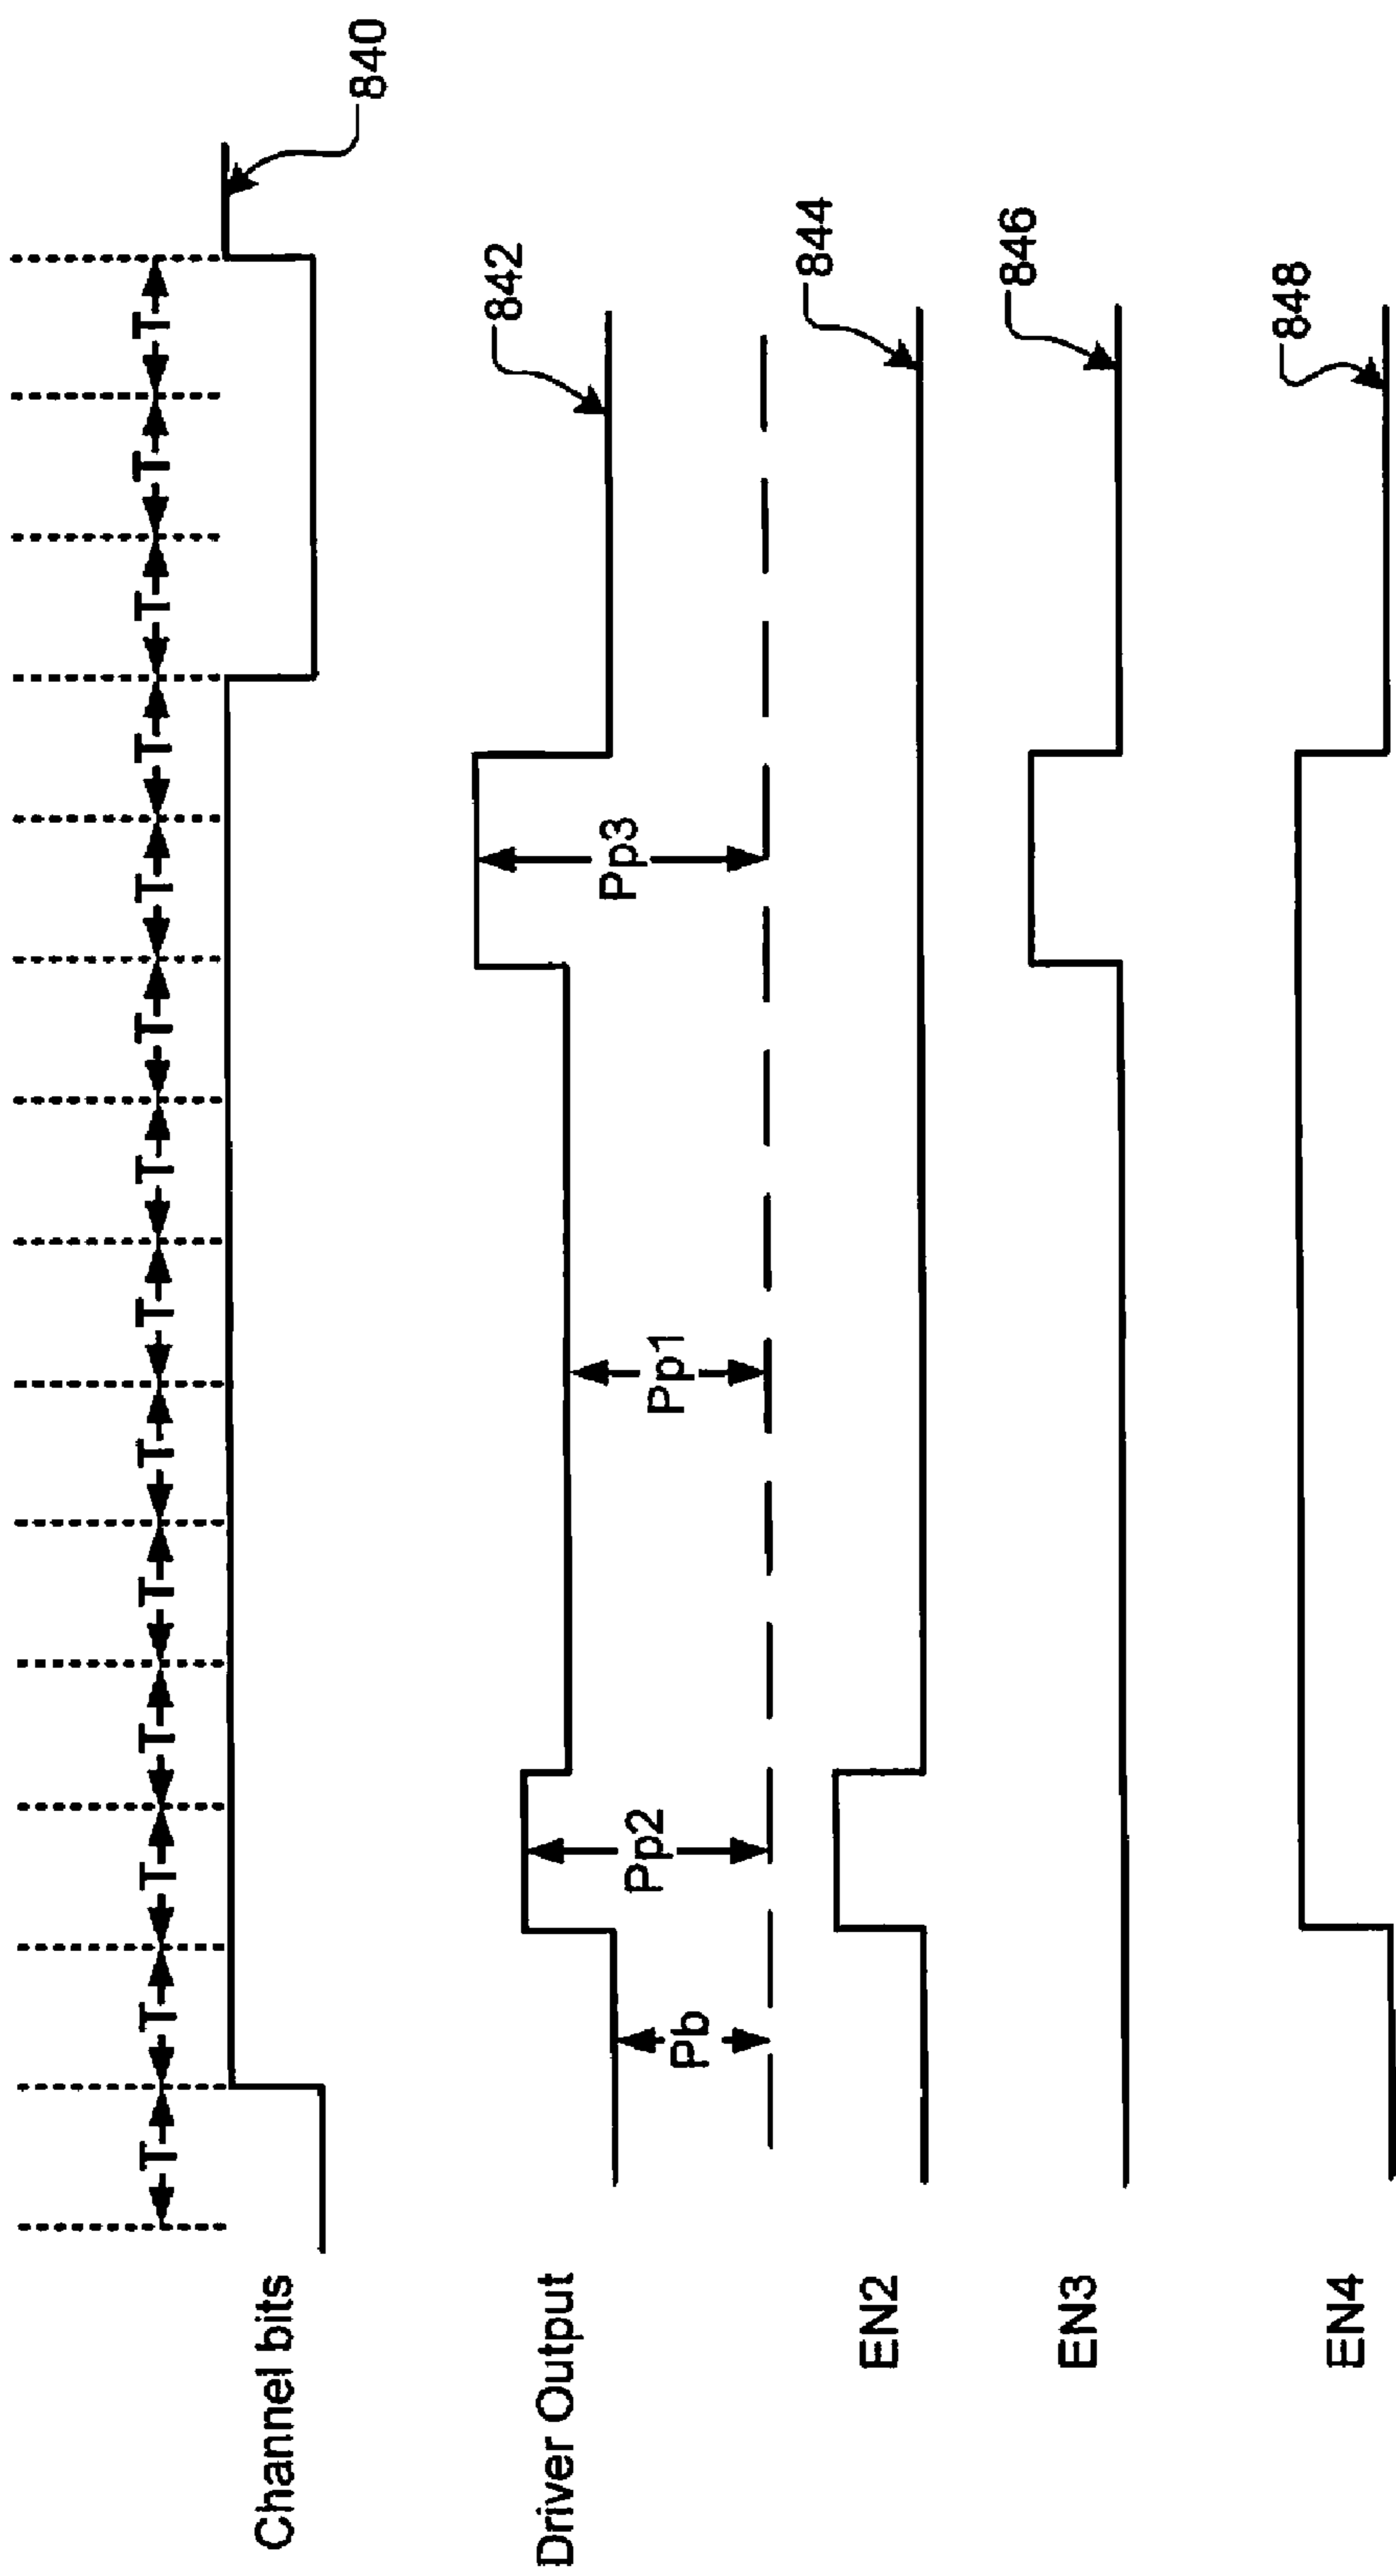 T T T T T T T T T T T T T T
Channel bits
840
Driver Output
842
Pb
Pp2
Pp1
Pp3
EN2
844
EN3
846
EN4
848